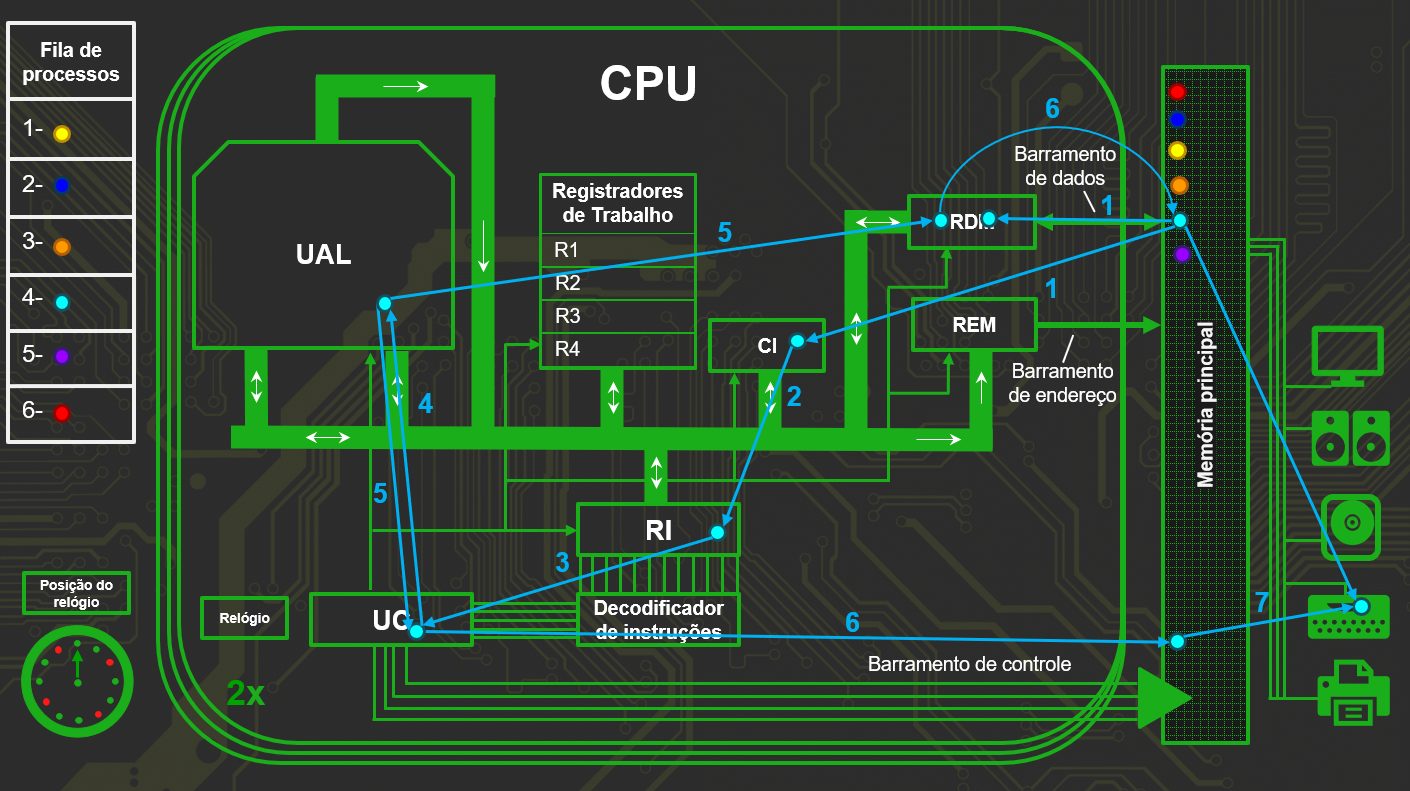 Fila de
processos
1-
2-
3-
4-
5-
6-
CPU
UAL
Registradores
de Trabalho
R1
R2
R3
R4
CI
RDM
REM
Barramento
de dados
Barramento
de endereço
Memória principal
RI
Decodificador
de instruções
UC
Relógio
Posição do
relógio
2x
Barramento de controle
1
1
2
3
4
5
5
6
6
7